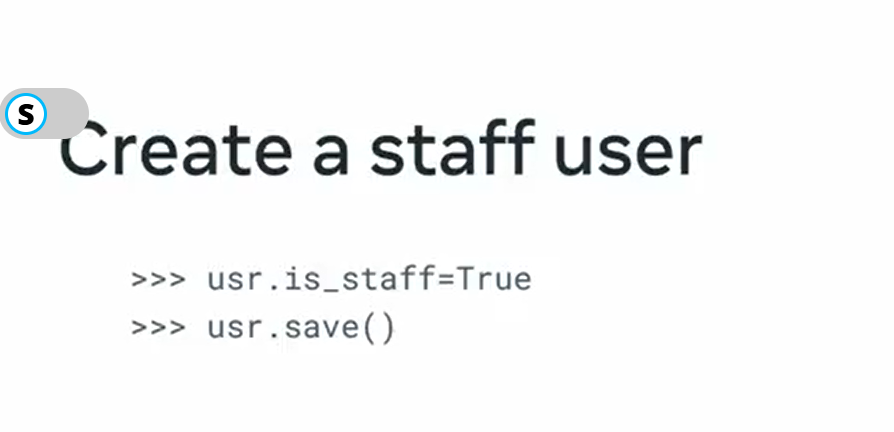 S
Create a staff user
>>> usr.is_staff=True
>>> usr.save()